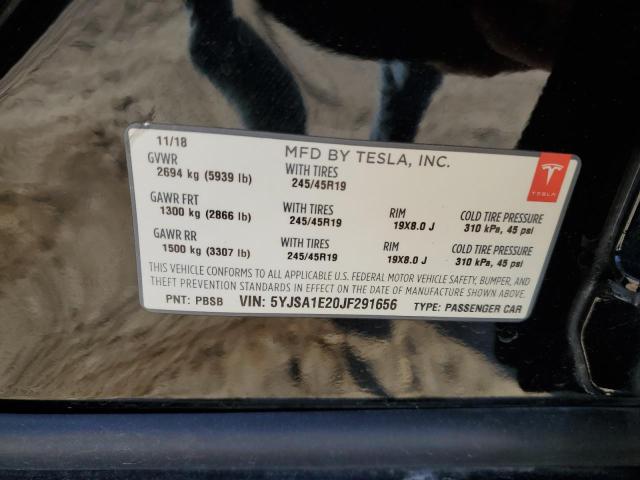 11/18
MFD BY TESLA, INC.
GVWR
2694 kg (5939 lb)
WITH TIRES
245/45R19
TESLA
GAWR FRT
1300 kg (2866 lb)
WITH TIRES
245/45R19
RIM
19X8.0 J
COLD TIRE PRESSURE
310 kPa, 45 psi
GAWR RR
1500 kg (3307 lb)
WITH TIRES
245/45R19
RIM
19X8.0 J
COLD TIRE PRESSURE
310 kPa, 45 psi
THIS VEHICLE CONFORMS TO ALL APPLICABLE U.S. FEDERAL MOTOR VEHICLE SAFETY, BUMPER, AND
THEFT PREVENTION STANDARDS IN EFFECT ON THE DATE OF MANUFACTURE SHOWN ABOVE.
PNT: PBSB VIN: 5YJSA1E20JF291656 TYPE: PASSENGER CAR